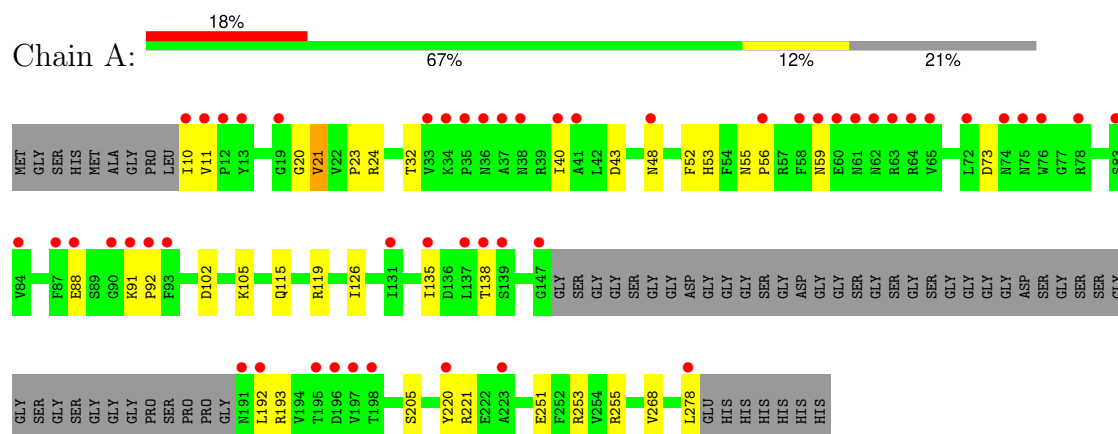 Chain A:
18%
67% 12% 21%
MET GLY SER HIS MET ALA GLY PRO LEU I10 V11 P12 Y13 G19 G20 V21 V22 P23 R24 T32 V33 K34 P35 N36 A37 N38 R39 I40 A41 L42 D43 N48 F52 H53 F54 N55 P56 R57 F58 N59 E60 N61 N62 R63 R64 V65 L72 D73 N74 N75 W76 G77 R78 S83
V84 F87 E88 S89 G90 K91 P92 F93 D102 K105 Q115 R119 I126 I131 I135 D136 L137 T138 S139 G147 GLY SER GLY GLY SER GLY GLY ASP GLY GLY GLY SER GLY ASP GLY GLY SER GLY SER GLY SER GLY GLY GLY GLY ASP SER GLY SER SER GLY
GLY SER GLY SER GLY GLY GLY PRO SER PRO PRO GLY N191 L192 R193 V194 T195 D196 V197 T198 S205 Y220 R221 E222 A223 E251 F252 R253 V254 R255 V268 L278 GLU HIS HIS HIS HIS HIS HIS